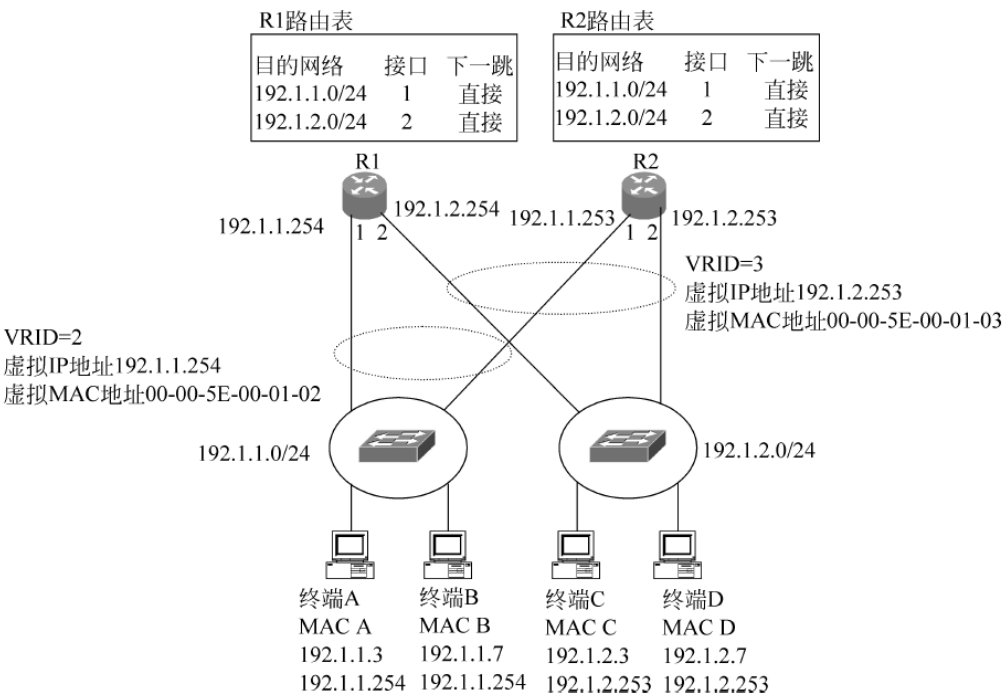 R1路由表
目的网络 接口 下一跳
192.1.1.0/24 1 直接
192.1.2.0/24 2 直接
R2路由表
目的网络 接口 下一跳
192.1.1.0/24 1 直接
192.1.2.0/24 2 直接
R1
R2
192.1.1.254
192.1.2.254
192.1.1.253
192.1.2.253
1 2
1 2
VRID=3
虚拟IP地址192.1.2.253
虚拟MAC地址00-00-5E-00-01-03
VRID=2
虚拟IP地址192.1.1.254
虚拟MAC地址00-00-5E-00-01-02
192.1.1.0/24
192.1.2.0/24
终端A
MAC A
192.1.1.3
192.1.1.254
终端B
MAC B
192.1.1.7
192.1.1.254
终端C
MAC C
192.1.2.3
192.1.2.253
终端D
MAC D
192.1.2.7
192.1.2.253